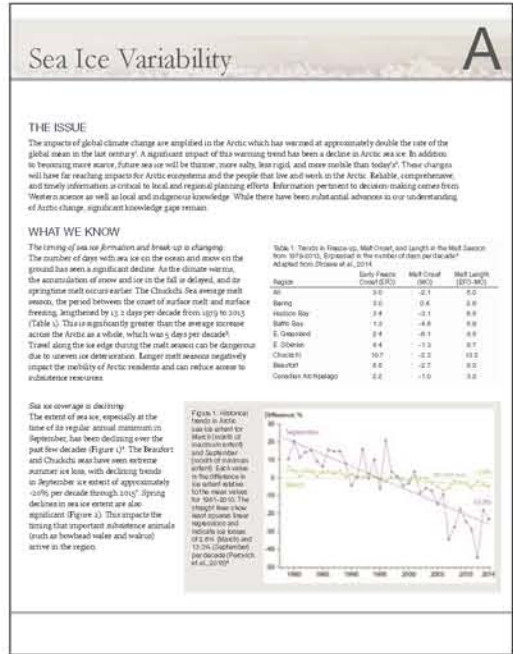 Sea Ice Variability
A
THE ISSUE
The impacts of global climate change are amplified in the Arctic which has warmed at approximately double the rate of the
global mean in the last century¹. A significant impact of this warming trend has been a decline in Arctic sea ice. In addition
to becoming more scarce, future sea ice will be thinner, more salty, less rigid, and more mobile than today's². These changes
will have far reaching impacts for Arctic ecosystems and the people that live and work in the Arctic. Reliable, comprehensive,
and timely information is critical to local and regional planning efforts. Information pertinent to decision-making comes from
Western science as well as local and indigenous knowledge. While there have been substantial advances in our understanding
of Arctic change, significant knowledge gaps remain.
WHAT WE KNOW
The timing of sea ice formation and break-up is changing:
The number of days with sea ice on the ocean and snow on the
ground has seen a significant decline. As the climate warms,
the accumulation of snow and ice in the fall is delayed, and its
springtime melt occurs earlier. The Chukchi Sea average melt
season, the period between the onset of surface melt and surface
freezing, lengthened by 13.2 days per decade from 1979 to 2013
(Table 1). This is significantly greater than the average increase
across the Arctic as a whole, which was 5 days per decade³.
Travel along the ice edge during the melt season can be dangerous
due to uneven ice deterioration. Longer melt seasons negatively
impact the mobility of Arctic residents and can reduce access to
subsistence resources.
Table 1. Trends in Freeze-up, Melt Onset, and Length in the Melt Season
from 1979-2013, Expressed in the number of days per decade³
Adapted from Stroeve et al., 2014
Region Early Freeze Onset (EFO) Melt Onset (MO) Melt Length (EFO-MO)
All 3.0 -2.1 5.0
Bering
Hudson Bay
Baffin Bay
E. Greenland
E. Siberian
Chukchi 10.7 13.2
Beaufort
Canadian Archipelago
Sea ice coverage is declining:
The extent of sea ice, especially at the
time of its regular annual minimum in
September, has been declining over the
past few decades (Figure 1)⁴. The Beaufort
and Chukchi seas have seen extreme
summer ice loss, with declining trends
in September ice extent of approximately
per decade through 2013. Spring
declines in sea ice extent are also
significant (Figure 1). This impacts the
timing that important subsistence animals
(such as bowhead wales and walrus)
arrive in the region.
Figure 1. Historical
trends in Arctic
sea ice extent for
March (month of
maximum extent)
and September
(month of minimum
extent). Each value
is the difference in
ice extent relative
to the mean values
for 1981-2010. The
straight lines show
least squares linear
regressions and
indicate ice losses
of 2.6% (March) and
13.3% (September)
per decade (Perovich
et al.,
Difference, %
September
30
20
10
0
-10
-20
-30
-40
-50
2014